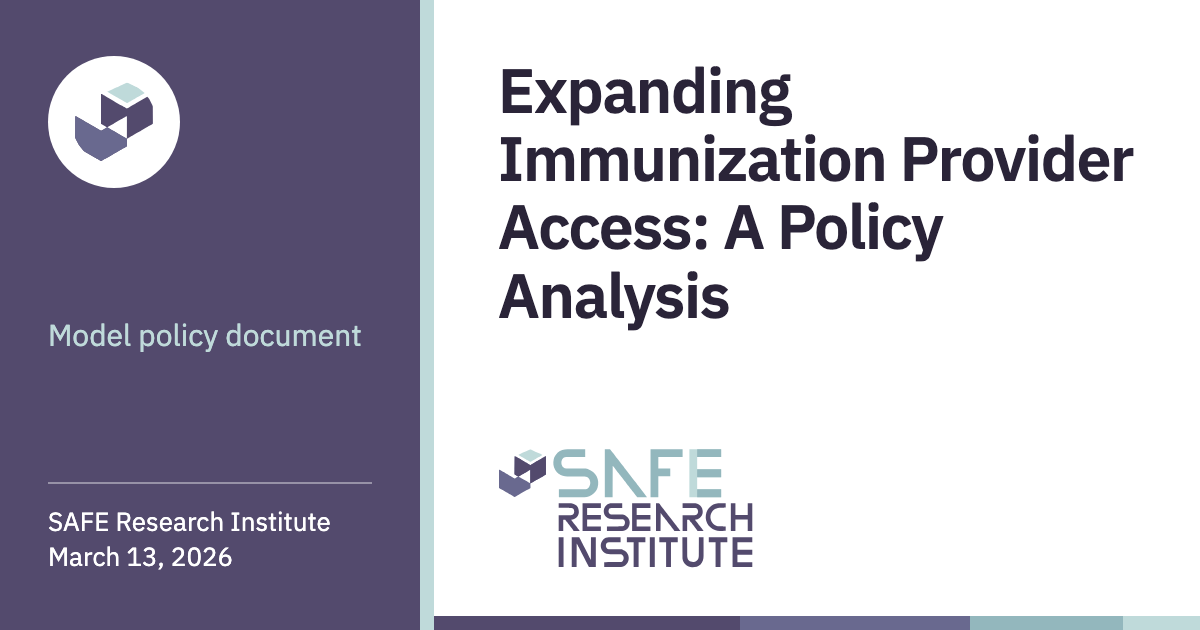 Model policy document
SAFE Research Institute
March 13, 2026
Expanding
Immunization Provider
Access: A Policy
Analysis
SAFE
RESEARCH
INSTITUTE